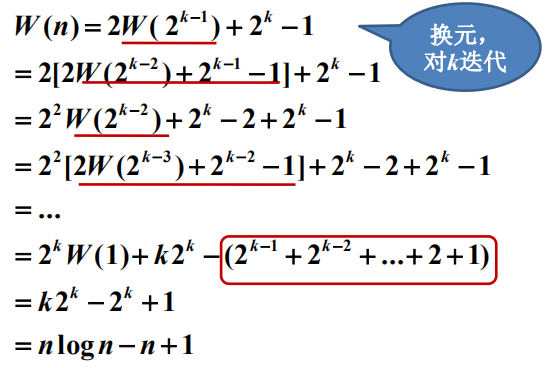 W(n) = 2W(2^{k-1}) + 2^k - 1
换元,
对k迭代
= 2[2W(2^{k-2}) + 2^{k-1} - 1] + 2^k - 1
= 2^2 W(2^{k-2}) + 2^k - 2 + 2^k - 1
= 2^2 [2W(2^{k-3}) + 2^{k-2} - 1] + 2^k - 2 + 2^k - 1
= ...
= 2^k W(1) + k2^k - (2^{k-1} + 2^{k-2} + ... + 2 + 1)
= k2^k - 2^k + 1
= n log n - n + 1